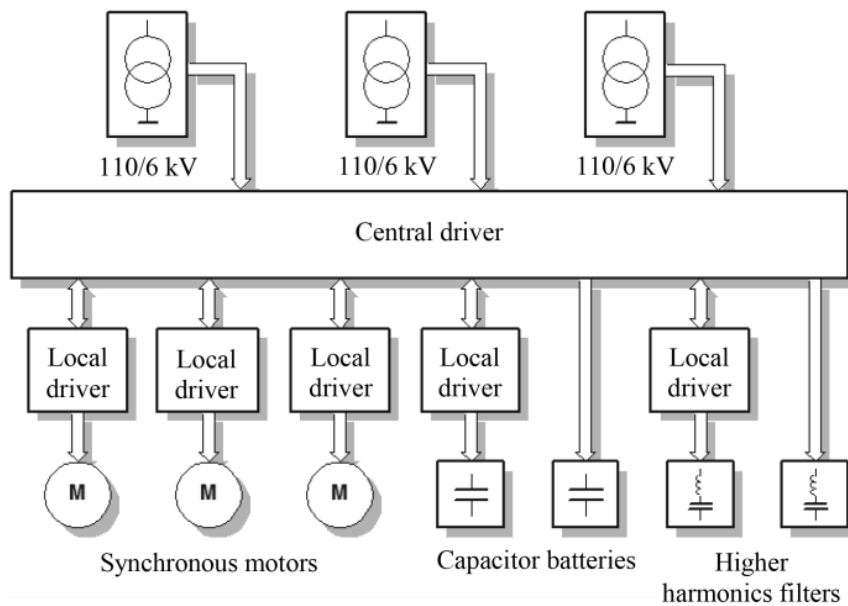 110/6 kV
110/6 kV
110/6 kV
Central driver
Local
driver
Local
driver
Local
driver
Local
driver
Local
driver
M
M
M
Synchronous motors
Capacitor batteries
Higher
harmonics filters